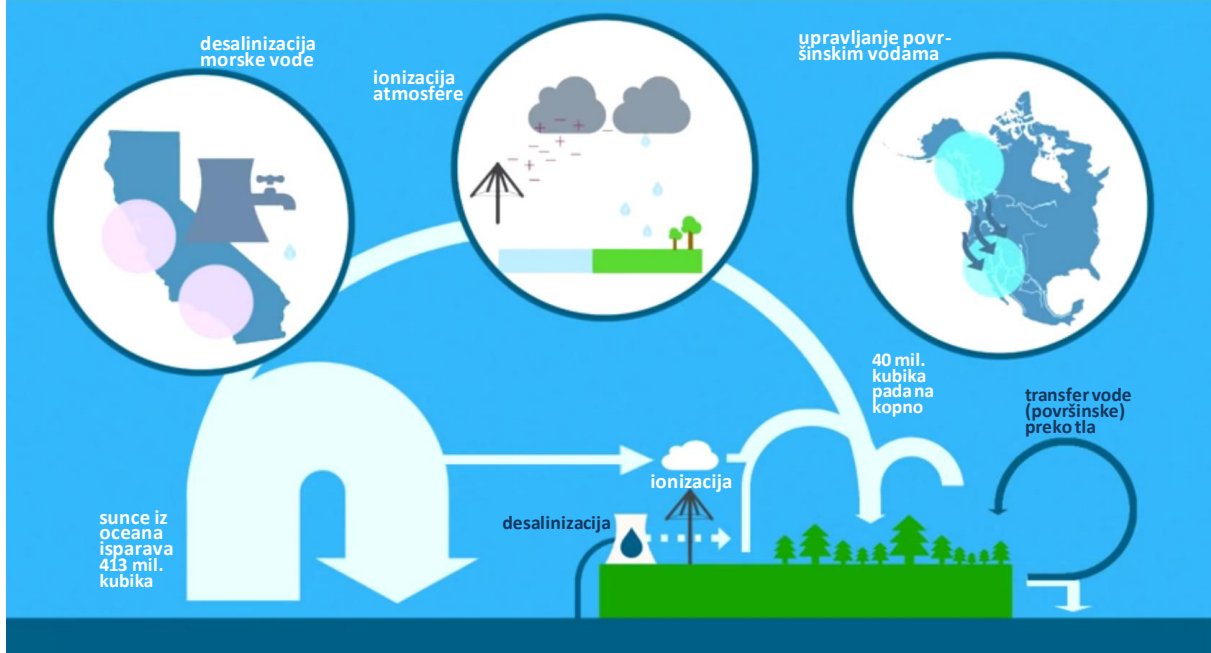 desalinizacija
morske vode
ionizacija
atmosfére
upravljanje povr-
šinskim vodama
40 mil.
kubika
pada na
kopno
transfer vode
(površinske)
preko tla
ionizacija
desalinizacija
sunce iz
oceana
isparava
413 mil.
kubika